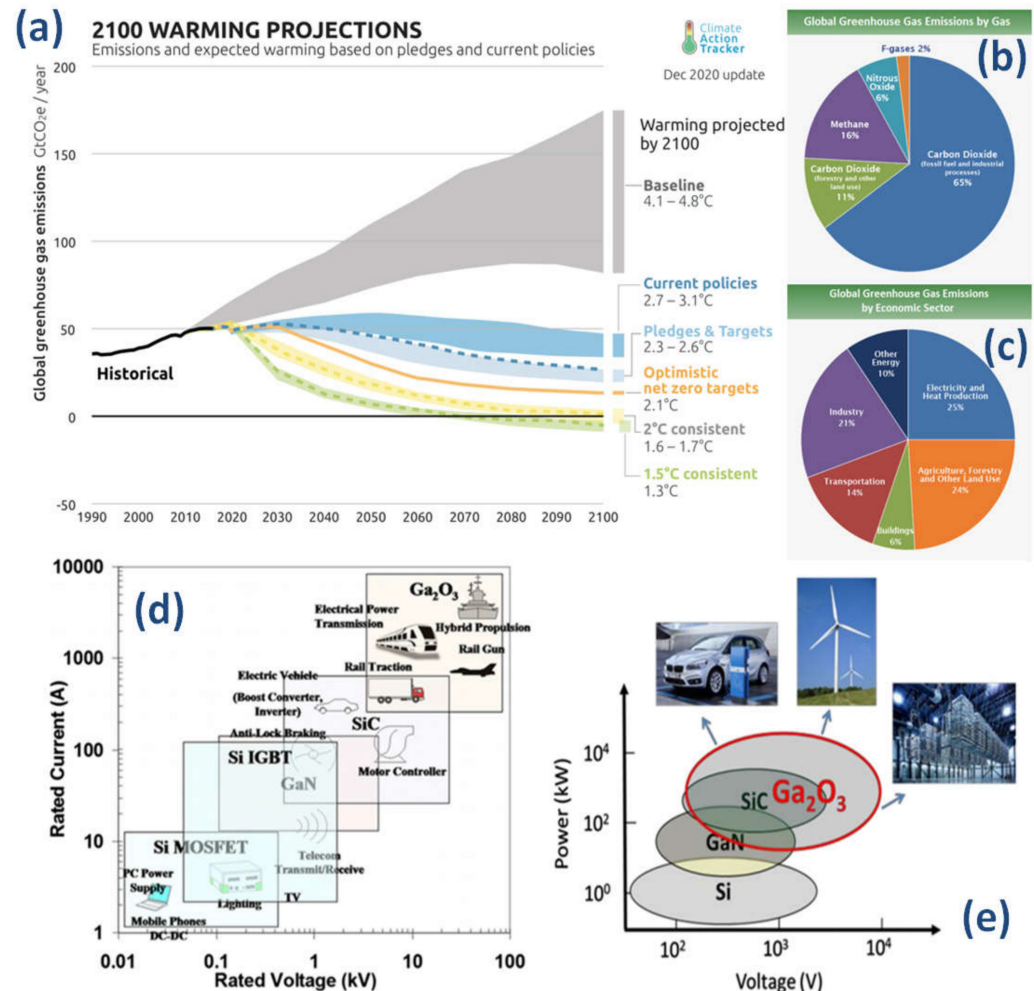 (a)
2100 WARMING PROJECTIONS
Emissions and expected warming based on pledges and current policies
Climate
Action
Tracker
Dec 2020 update
Global greenhouse gas emissions GtCO2e / year
200
150
100
50
0
-50
Historical
1990 2000 2010 2020 2030 2040 2050 2060 2070 2080 2090 2100
Warming projected
by 2100
Baseline
4.1 – 4.8°C
Current policies
2.7 – 3.1°C
Pledges & Targets
2.3 – 2.6°C
Optimistic
net zero targets
2.1°C
2°C consistent
1.6 – 1.7°C
1.5°C consistent
1.3°C
Global Greenhouse Gas Emissions by Gas
(b)
F-gases 2%
Nitrous
Oxide
6%
Methane
16%
Carbon Dioxide
(forestry and other
land use)
11%
Carbon Dioxide
(fossil fuel and industrial
processes)
65%
Global Greenhouse Gas Emissions
by Economic Sector
(c)
Other
Energy
10%
Electricity and
Heat Production
25%
Industry
21%
Transportation
14%
Buildings
6%
Agriculture, Forestry
and Other Land Use
24%
(d)
Rated Current (A)
10000
1000
100
10
1
Ga2O3
Electrical Power
Transmission
Hybrid Propulsion
Rail Gun
Rail Traction
Electric Vehicle
(Boost Converter,
Inverter)
SiC
Anti-Lock Braking
Motor Controller
Si IGBT
GaN
Si MOSFET
Telecom
Transmit/Receive
PC Power
Supply
Lighting
TV
Mobile Phones
DC-DC
0.01 0.1 1 10 100
Rated Voltage (kV)
(e)
Power (kW)
10^4
10^2
10^0
SiC
Ga2O3
GaN
Si
10^2 10^3 10^4
Voltage (V)